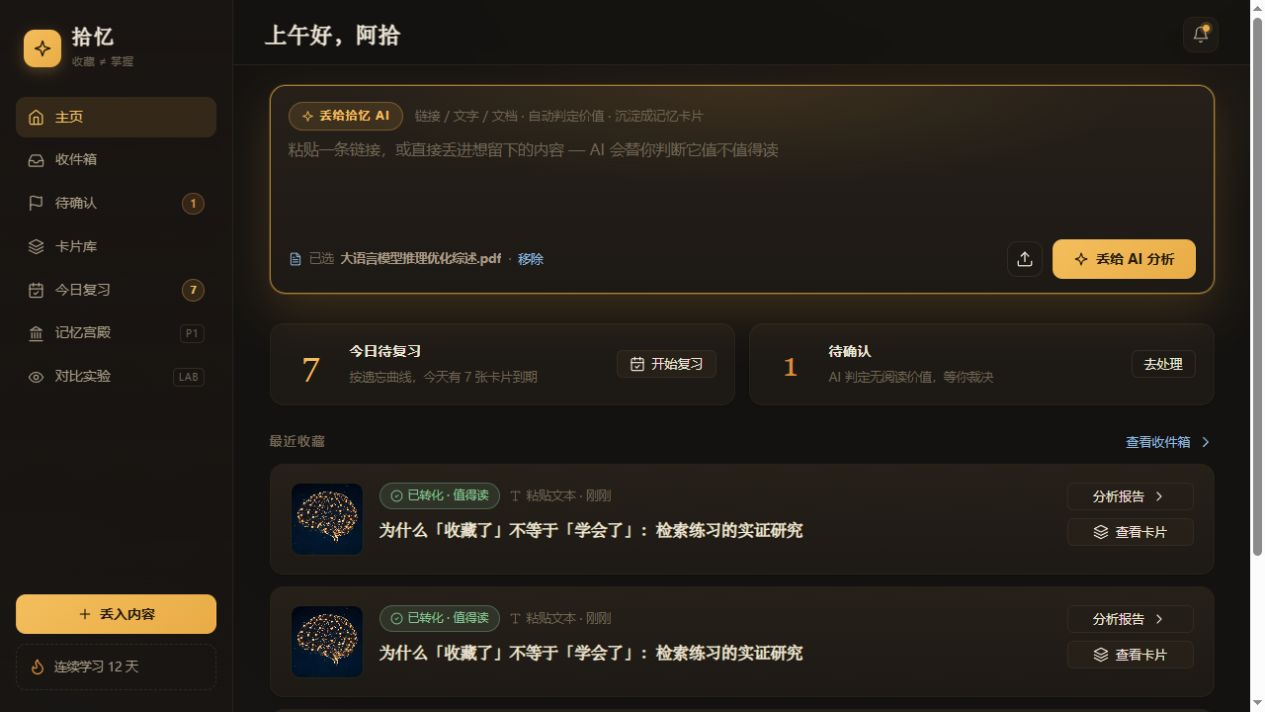 拾忆
收藏 ≠ 掌握
主页
收件箱
待确认 1
卡片库
今日复习 7
记忆宫殿 P1
对比实验 LAB
+ 丢入内容
连续学习 12 天
上午好，阿拾
丢给拾忆 AI 链接 / 文字 / 文档 · 自动判定价值 · 沉淀成记忆卡片
粘贴一条链接，或直接丢进想留下的内容 — AI 会替你判断它值不值得读
已选 大语言模型推理优化综述.pdf · 移除
丢给 AI 分析
7
今日待复习
按遗忘曲线，今天有 7 张卡片到期
开始复习
1
待确认
AI 判定无阅读价值，等你裁决
去处理
最近收藏
查看收件箱
已转化 · 值得读 粘贴文本 · 刚刚
为什么「收藏了」不等于「学会了」：检索练习的实证研究
分析报告
查看卡片
已转化 · 值得读 粘贴文本 · 刚刚
为什么「收藏了」不等于「学会了」：检索练习的实证研究
分析报告
查看卡片